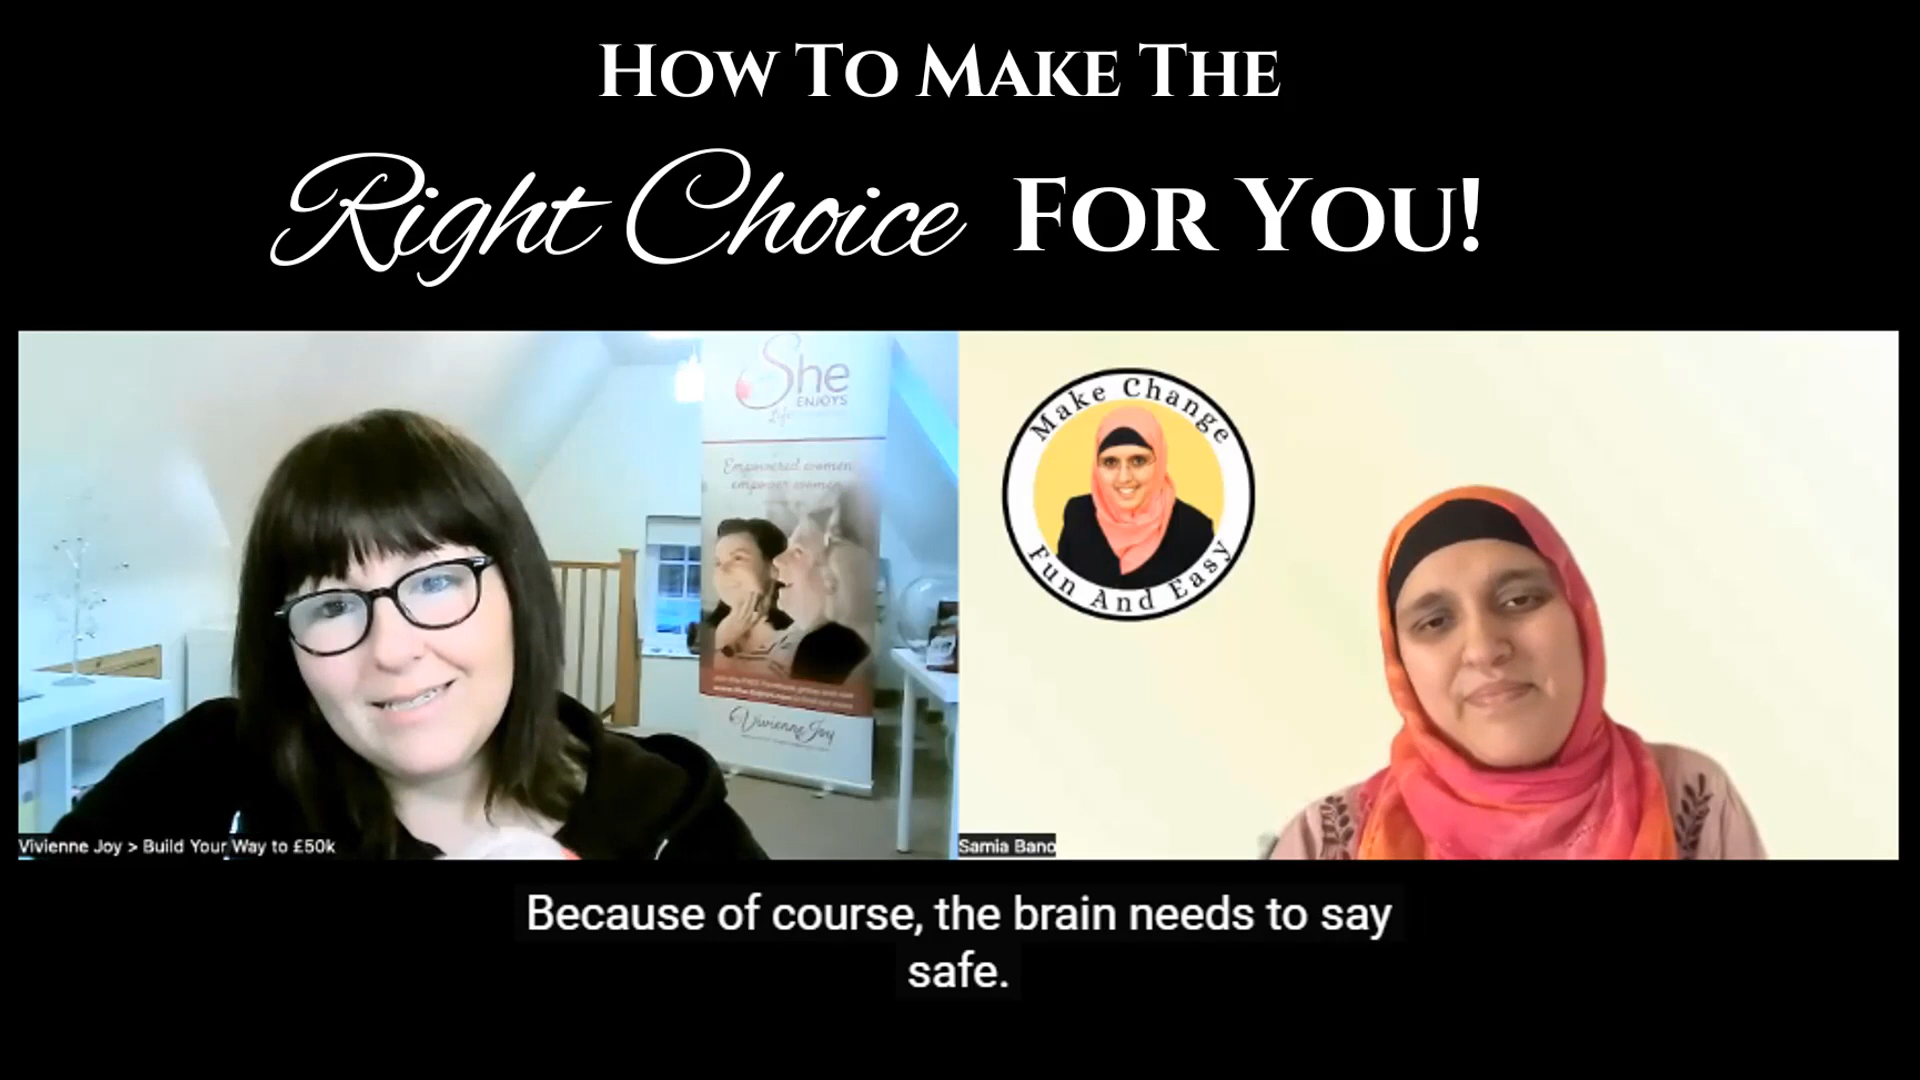 HOW TO MAKE THE
Right Choice FOR YOU!
She
ENJOYS
Life
Empowered women
empower women
Vivienne Joy
Make Change
Fun And Easy
Vivienne Joy > Build Your Way to £50k
Samia Bano
Because of course, the brain needs to say
safe.